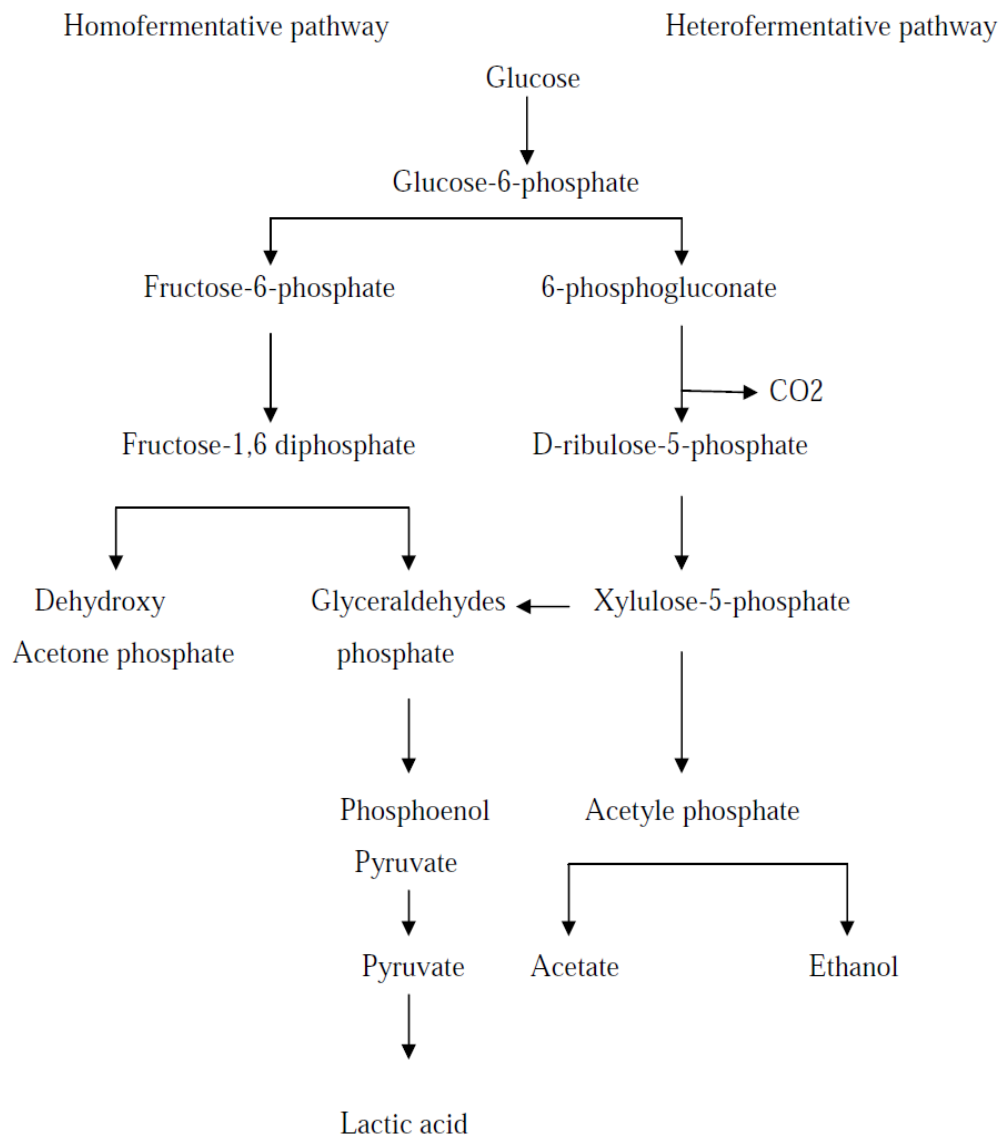 Homofermentative pathway
Heterofermentative pathway
Glucose
Glucose-6-phosphate
Fructose-6-phosphate
6-phosphogluconate
CO2
Fructose-1,6 diphosphate
D-ribulose-5-phosphate
Dehydroxy
Acetone phosphate
Glyceraldehydes
phosphate
Xylulose-5-phosphate
Phosphoenol
Pyruvate
Acetyle phosphate
Pyruvate
Acetate
Ethanol
Lactic acid